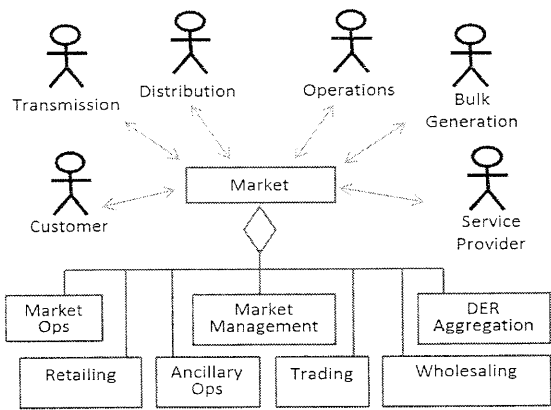 Transmission
Distribution
Operations
Bulk
Generation
Customer
Market
Service
Provider
Market
Ops
Market
Management
DER
Aggregation
Retailing
Ancillary
Ops
Trading
Wholesaling